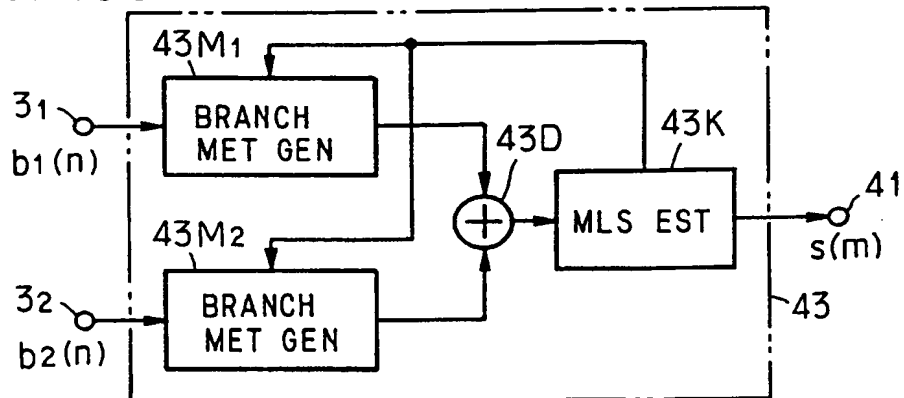 43M1
31
b1(n)
BRANCH
MET GEN
43D
43K
MLS EST
41
s(m)
43M2
32
b2(n)
BRANCH
MET GEN
43